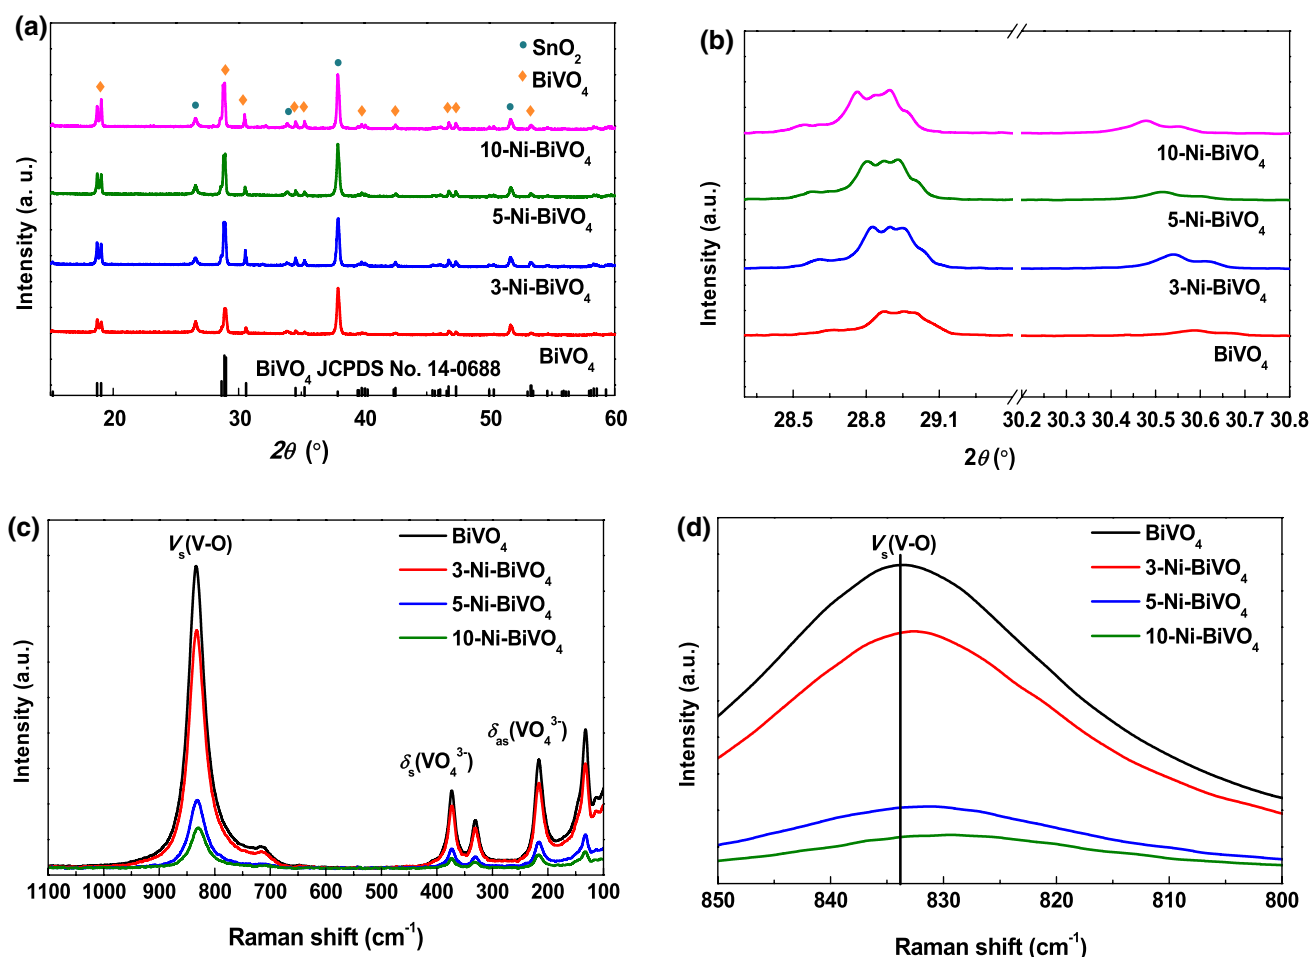 (a)
SnO2
BiVO4
10-Ni-BiVO4
5-Ni-BiVO4
3-Ni-BiVO4
BiVO4
BiVO4 JCPDS No. 14-0688
Intensity (a. u.)
20 30 40 50 60
2θ (°)
(b)
10-Ni-BiVO4
5-Ni-BiVO4
3-Ni-BiVO4
BiVO4
Intensity (a.u.)
28.5 28.8 29.1 30.2 30.3 30.4 30.5 30.6 30.7 30.8
2θ (°)
(c)
Vs(V-O)
BiVO4
3-Ni-BiVO4
5-Ni-BiVO4
10-Ni-BiVO4
δs(VO4 3-)
δas(VO4 3-)
Intensity (a.u.)
1100 1000 900 800 700 600 500 400 300 200 100
Raman shift (cm-1)
(d)
Vs(V-O)
BiVO4
3-Ni-BiVO4
5-Ni-BiVO4
10-Ni-BiVO4
Intensity (a.u.)
850 840 830 820 810 800
Raman shift (cm-1)